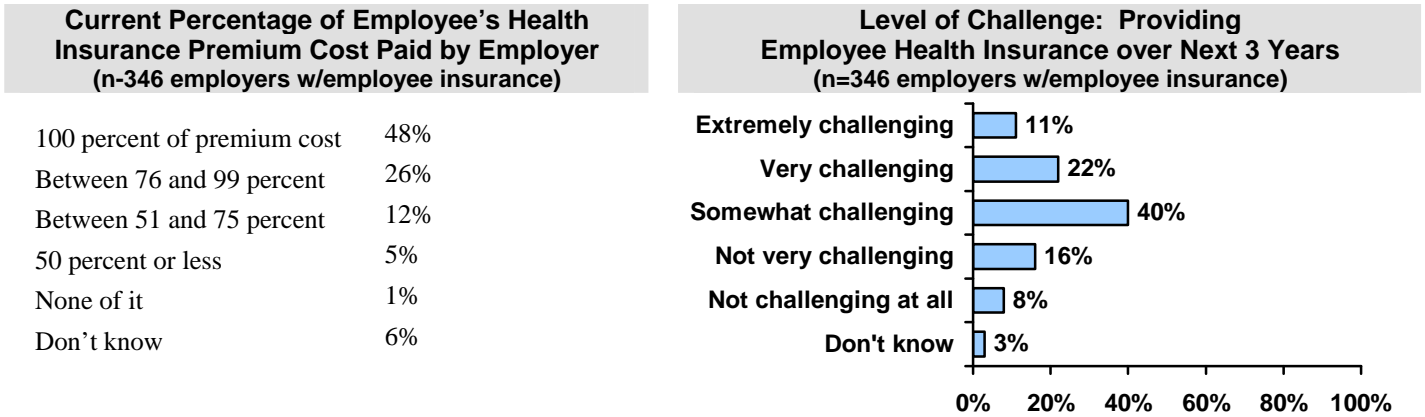 Current Percentage of Employee’s Health
Insurance Premium Cost Paid by Employer
(n-346 employers w/employee insurance)
100 percent of premium cost 48%
Between 76 and 99 percent 26%
Between 51 and 75 percent 12%
50 percent or less 5%
None of it 1%
Don’t know 6%
Level of Challenge: Providing
Employee Health Insurance over Next 3 Years
(n=346 employers w/employee insurance)
Extremely challenging 11%
Very challenging 22%
Somewhat challenging 40%
Not very challenging 16%
Not challenging at all 8%
Don't know 3%
0% 20% 40% 60% 80% 100%